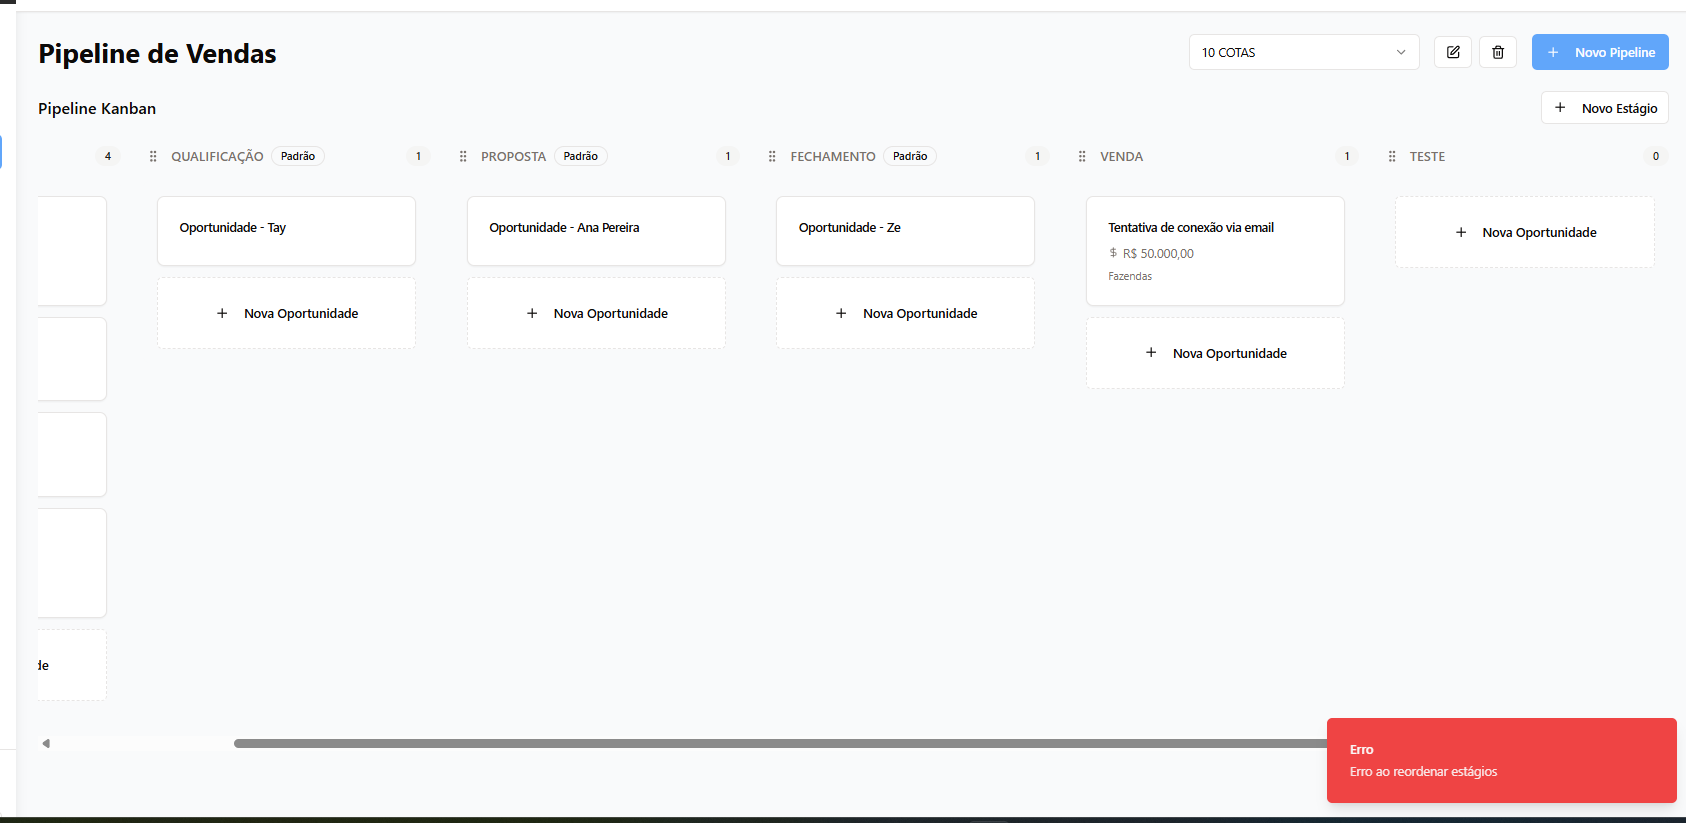 Pipeline de Vendas
10 COTAS
Novo Pipeline
Pipeline Kanban
Novo Estágio
4
QUALIFICAÇÃO Padrão 1
PROPOSTA Padrão 1
FECHAMENTO Padrão 1
VENDA 1
TESTE 0
Oportunidade - Tay
Nova Oportunidade
Oportunidade - Ana Pereira
Nova Oportunidade
Oportunidade - Ze
Nova Oportunidade
Tentativa de conexão via email
$ R$ 50.000,00
Fazendas
Nova Oportunidade
Nova Oportunidade
de
Erro
Erro ao reordenar estágios